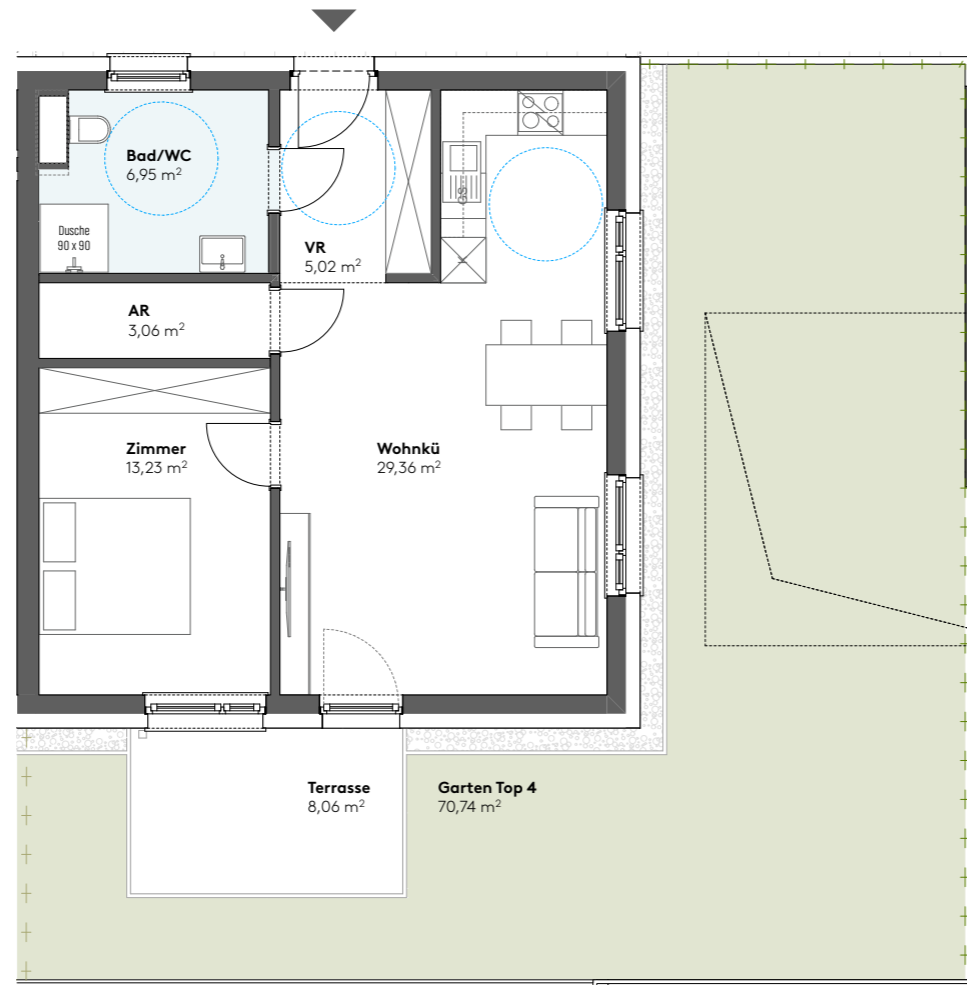 Bad/WC
6,95 m²
Dusche
90 x 90
VR
5,02 m²
GS
AR
3,06 m²
Zimmer
13,23 m²
Wohnkü
29,36 m²
Terrasse
8,06 m²
Garten Top 4
70,74 m²